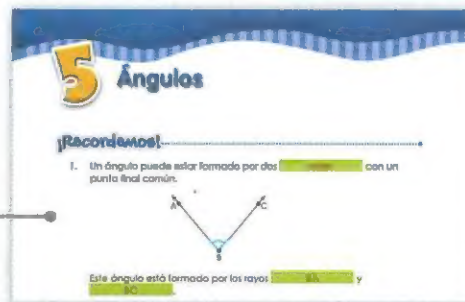 5 Ángulos
¡Recordemos!
1. Un ángulo puede estar formado por dos rayos con un
punto final común.
A C
B
Este ángulo está formado por los rayos BA y
BC .